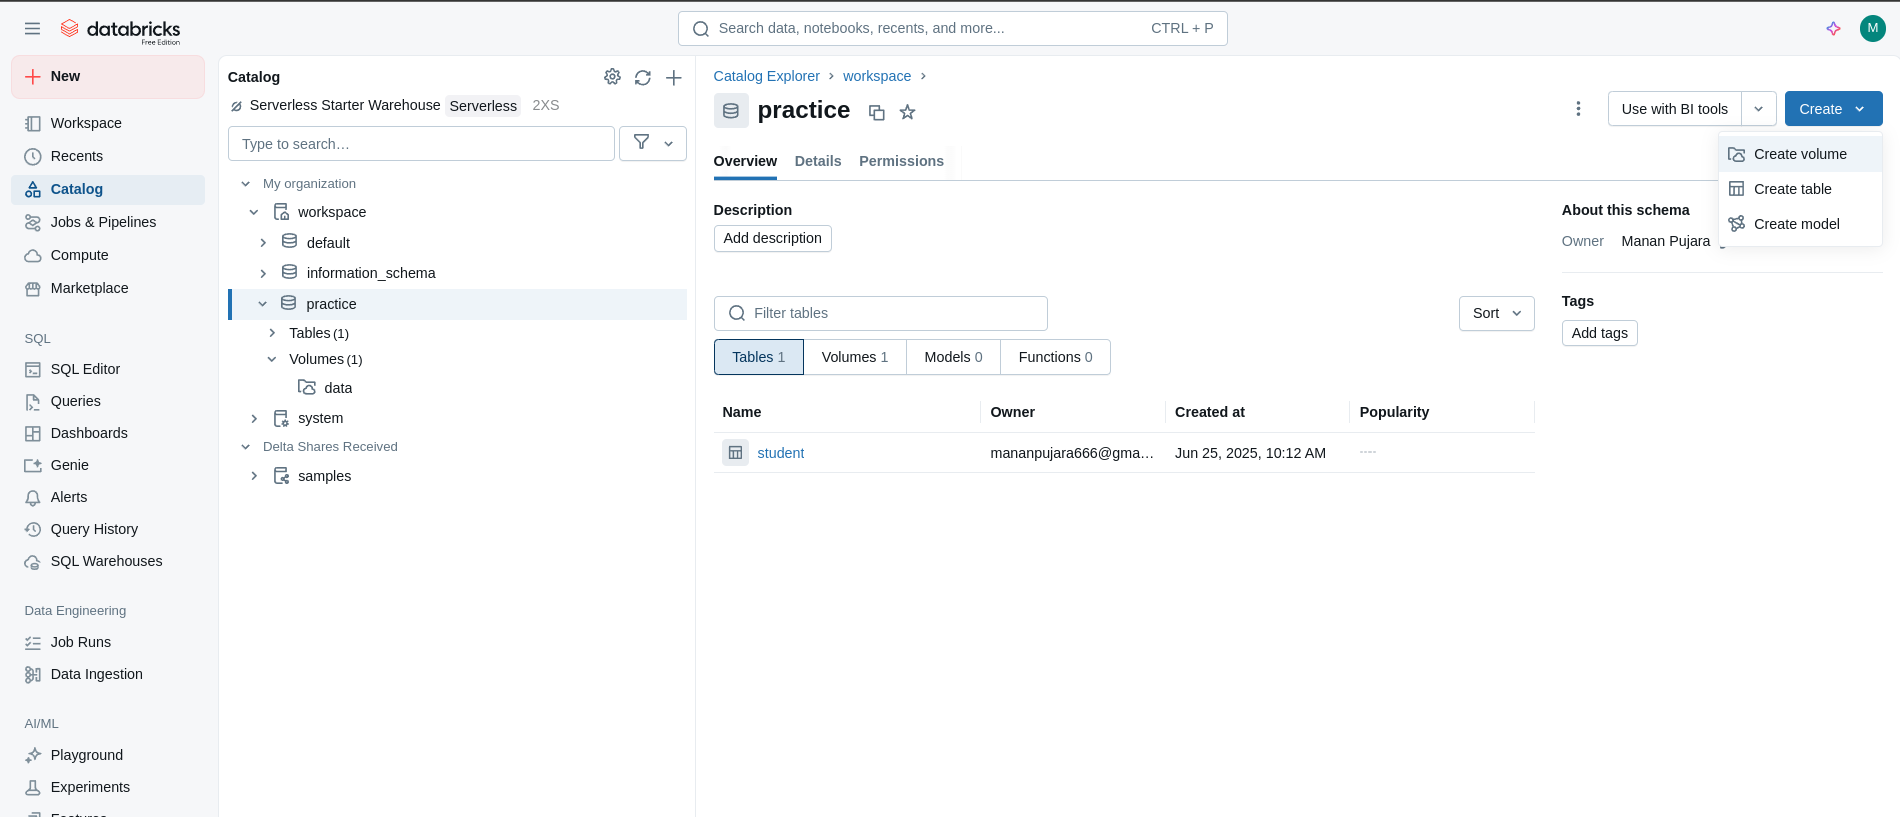 databricks
Free Edition
Search data, notebooks, recents, and more...
CTRL + P
M
New
Workspace
Recents
Catalog
Jobs & Pipelines
Compute
Marketplace
SQL
SQL Editor
Queries
Dashboards
Genie
Alerts
Query History
SQL Warehouses
Data Engineering
Job Runs
Data Ingestion
AI/ML
Playground
Experiments
Catalog
Serverless Starter Warehouse Serverless 2XS
Type to search…
My organization
workspace
default
information_schema
practice
Tables (1)
Volumes (1)
data
system
Delta Shares Received
samples
Catalog Explorer › workspace ›
practice
Use with BI tools
Create
Create volume
Create table
Create model
Overview Details Permissions
Description
Add description
Filter tables
Sort
Tables 1 Volumes 1 Models 0 Functions 0
Name Owner Created at Popularity
student mananpujara666@gma… Jun 25, 2025, 10:12 AM ----
About this schema
Owner Manan Pujara
Tags
Add tags